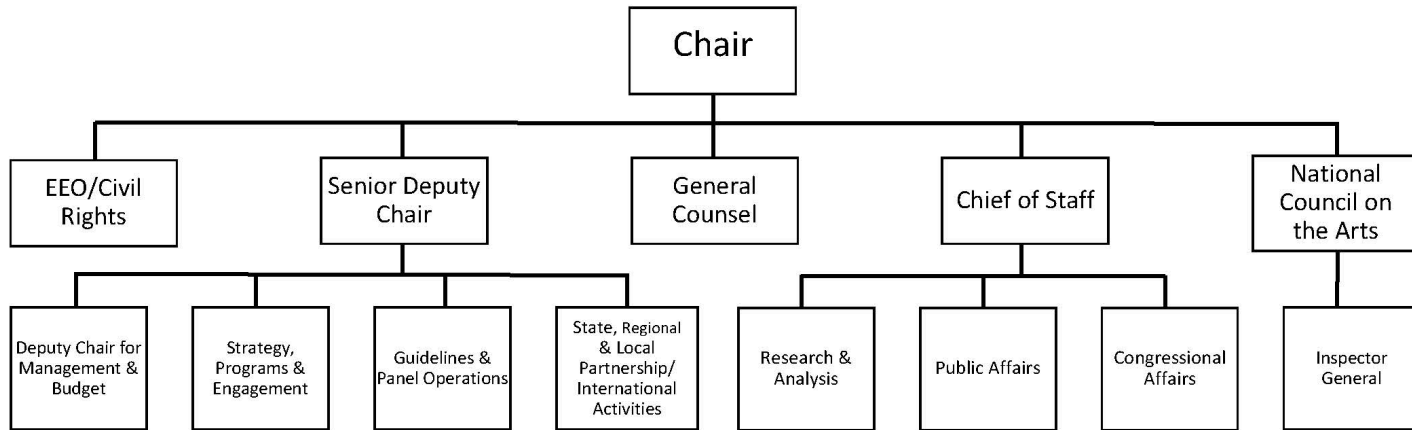 Chair
EEO/Civil
Rights
Senior Deputy
Chair
General
Counsel
Chief of Staff
National
Council on
the Arts
Deputy Chair for
Management &
Budget
Strategy,
Programs &
Engagement
Guidelines &
Panel Operations
State, Regional
& Local
Partnership/
International
Activities
Research &
Analysis
Public Affairs
Congressional
Affairs
Inspector
General